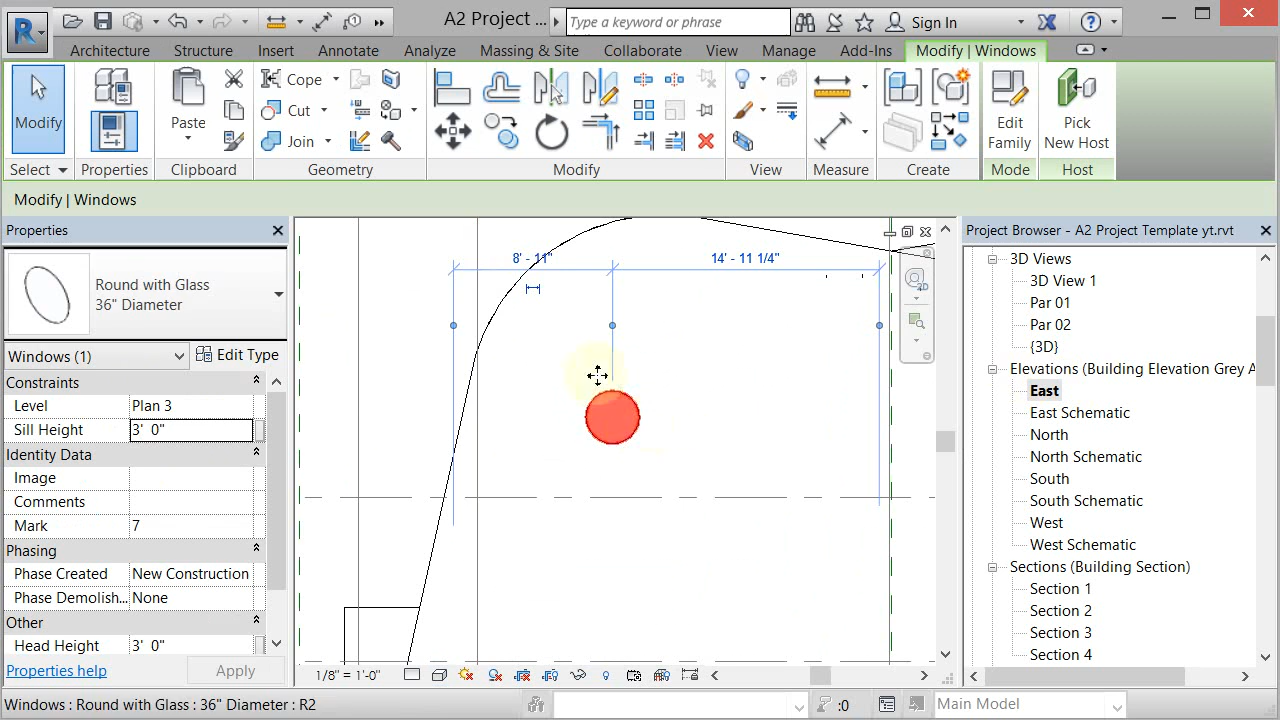 A2 Project ...
Type a keyword or phrase
Sign In
Architecture
Structure
Insert
Annotate
Analyze
Massing & Site
Collaborate
View
Manage
Add-Ins
Modify | Windows
Modify
Paste
Cope
Cut
Join
Edit
Family
Pick
New Host
Select
Properties
Clipboard
Geometry
Modify
View
Measure
Create
Mode
Host
Modify | Windows
Properties
Round with Glass
36" Diameter
Windows (1)
Edit Type
Constraints
Level
Plan 3
Sill Height
3' 0"
Identity Data
Image
Comments
Mark
7
Phasing
Phase Created
New Construction
Phase Demolish...
None
Other
Head Height
3' 0"
Properties help
Apply
8' - 11"
14' - 11 1/4"
1/8" = 1'-0"
Project Browser - A2 Project Template yt.rvt
3D Views
3D View 1
Par 01
Par 02
{3D}
Elevations (Building Elevation Grey A
East
East Schematic
North
North Schematic
South
South Schematic
West
West Schematic
Sections (Building Section)
Section 1
Section 2
Section 3
Section 4
Windows : Round with Glass : 36" Diameter : R2
:0
Main Model